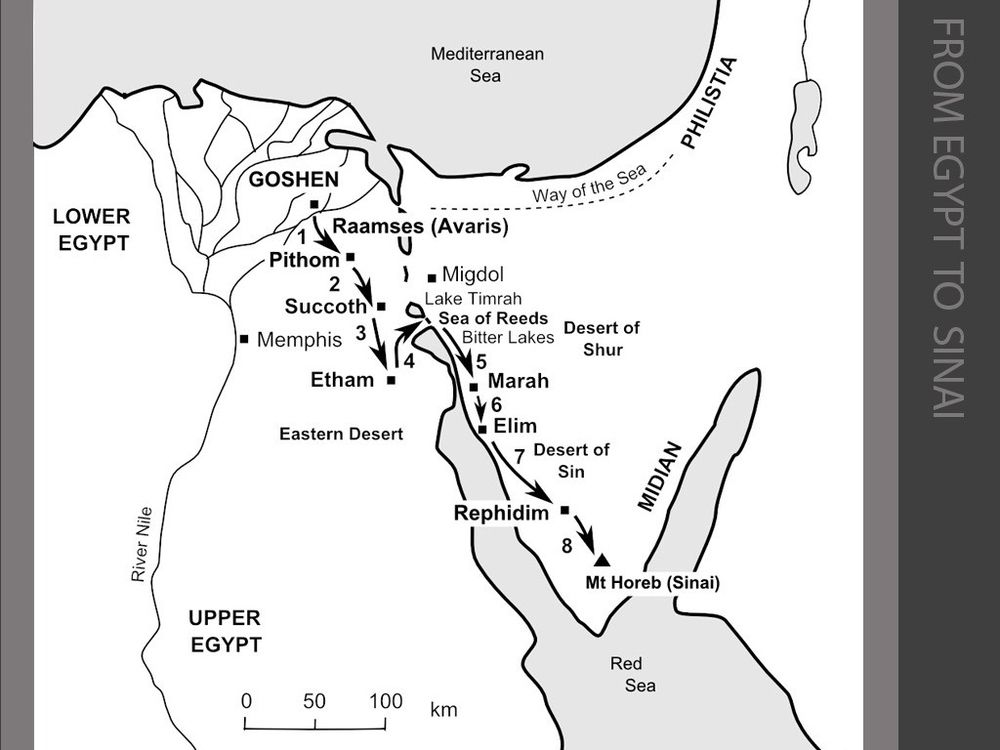 FROM EGYPT TO SINAI
Mediterranean
Sea
PHILISTIA
Way of the Sea
GOSHEN
LOWER
EGYPT
Raamses (Avaris)
1
Pithom
Migdol
2
Lake Timrah
Succoth
Sea of Reeds
Desert of
Shur
3
Bitter Lakes
Memphis
4
5
Etham
Marah
6
Eastern Desert
Elim
7
Desert of
Sin
MIDIAN
Rephidim
8
River Nile
Mt Horeb (Sinai)
UPPER
EGYPT
Red
Sea
0 50 100 km